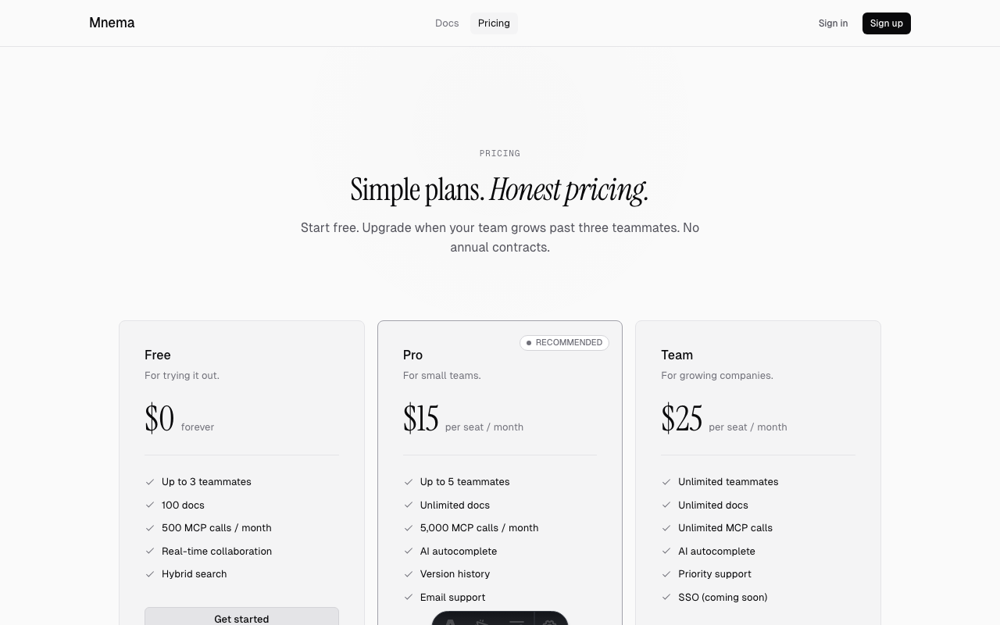 Mnema
Docs
Pricing
Sign in
Sign up
PRICING
Simple plans. Honest pricing.
Start free. Upgrade when your team grows past three teammates. No
annual contracts.
Free
For trying it out.
$0 forever
Up to 3 teammates
100 docs
500 MCP calls / month
Real-time collaboration
Hybrid search
Get started
RECOMMENDED
Pro
For small teams.
$15 per seat / month
Up to 5 teammates
Unlimited docs
5,000 MCP calls / month
AI autocomplete
Version history
Email support
Team
For growing companies.
$25 per seat / month
Unlimited teammates
Unlimited docs
Unlimited MCP calls
AI autocomplete
Priority support
SSO (coming soon)